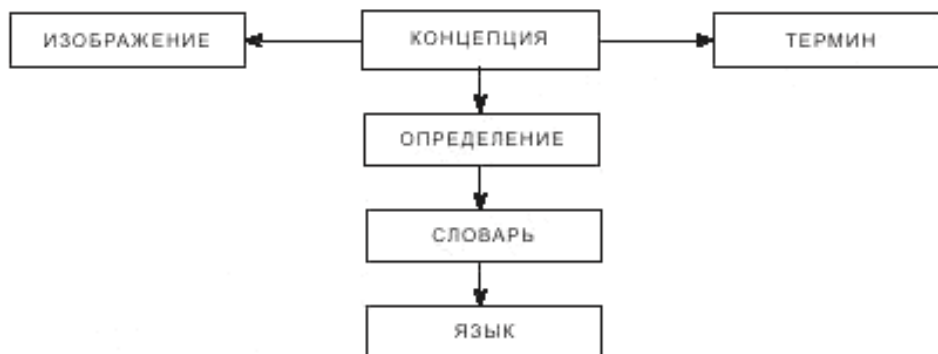 ИЗОБРАЖЕНИЕ
КОНЦЕПЦИЯ
ТЕРМИН
ОПРЕДЕЛЕНИЕ
СЛОВАРЬ
ЯЗЫК